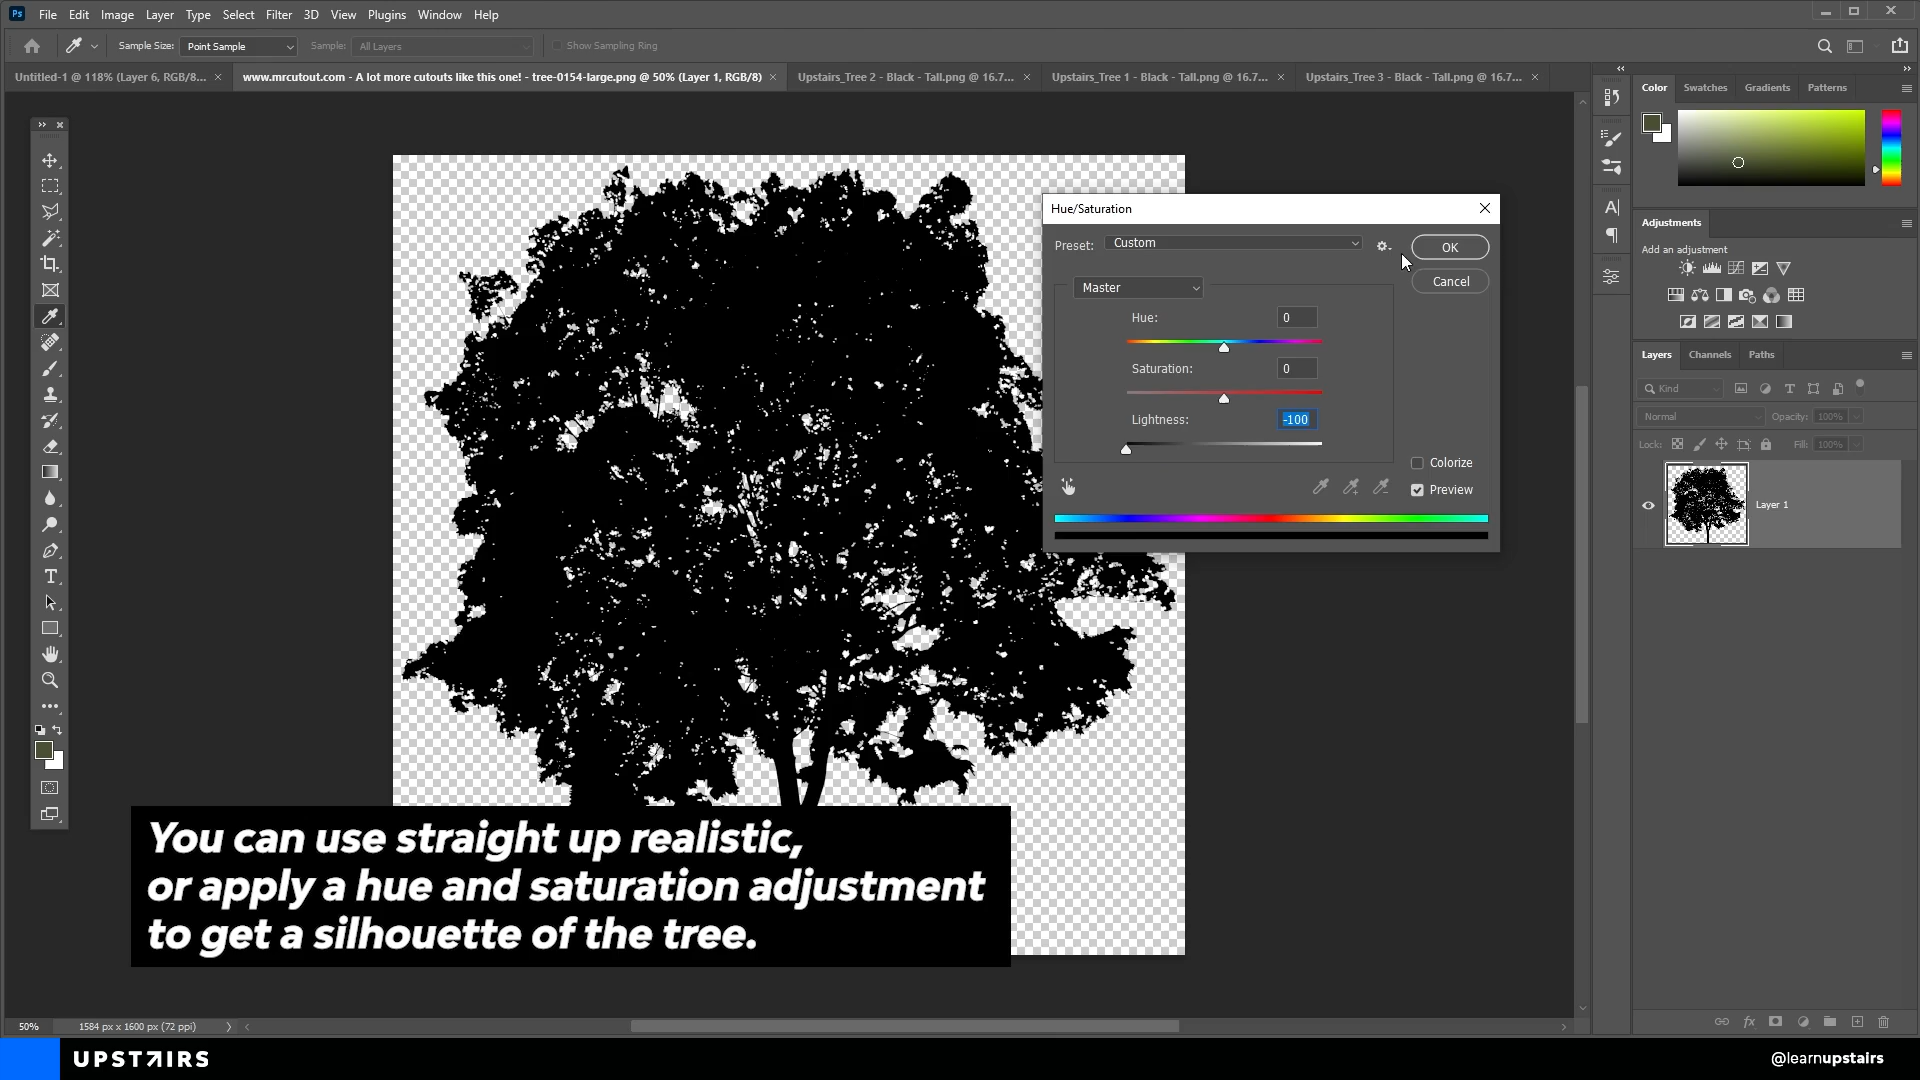 Ps File Edit Image Layer Type Select Filter 3D View Plugins Window Help
Sample Size: Point Sample Sample: All Layers Show Sampling Ring
Untitled-1 @ 118% (Layer 6, RGB/8... × www.mrcutout.com - A lot more cutouts like this one! - tree-0154-large.png @ 50% (Layer 1, RGB/8) × Upstairs_Tree 2 - Black - Tall.png @ 16.7... × Upstairs_Tree 1 - Black - Tall.png @ 16.7... × Upstairs_Tree 3 - Black - Tall.png @ 16.7... ×
Color Swatches Gradients Patterns
Adjustments
Add an adjustment
Layers Channels Paths
Kind
Normal Opacity: 100%
Lock: Fill: 100%
Layer 1
Hue/Saturation
Preset: Custom OK
Cancel
Master
Hue: 0
Saturation: 0
Lightness: -100
Colorize
Preview
You can use straight up realistic,
or apply a hue and saturation adjustment
to get a silhouette of the tree.
50% 1584 px x 1600 px (72 ppi)
UPSTAIRS
@learnupstairs